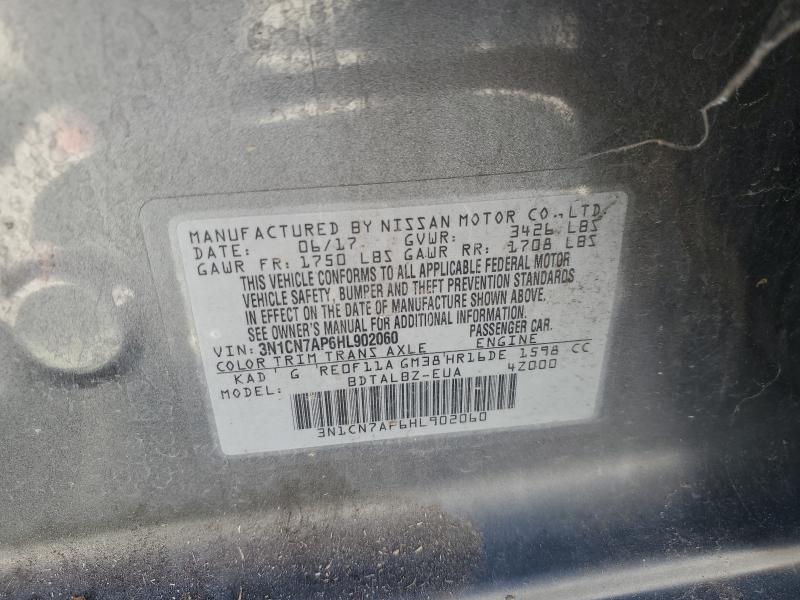 MANUFACTURED BY NISSAN MOTOR CO., LTD.
DATE: 06/17 GVWR: 3426 LBS
GAWR FR: 1750 LBS GAWR RR: 1708 LBS
THIS VEHICLE CONFORMS TO ALL APPLICABLE FEDERAL MOTOR
VEHICLE SAFETY, BUMPER AND THEFT PREVENTION STANDARDS
IN EFFECT ON THE DATE OF MANUFACTURE SHOWN ABOVE.
SEE OWNER'S MANUAL FOR ADDITIONAL INFORMATION.
VIN: 3N1CN7AP6HL902060 PASSENGER CAR.
COLOR TRIM TRANS AXLE ENGINE
KAD G RE0F11A GM38 HR16DE 1598 CC
MODEL: BDTALBZ-EUA 4Z000
3N1CN7AP6HL902060